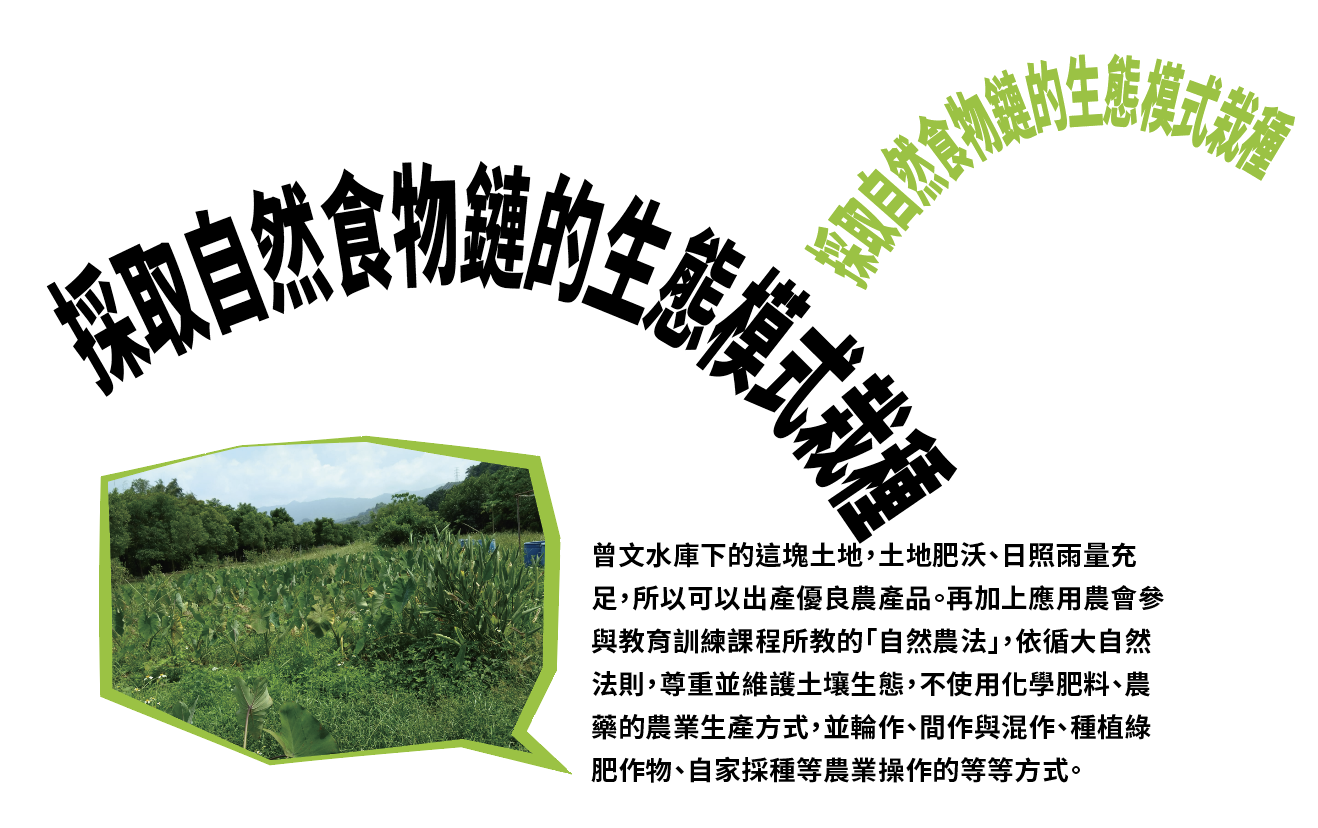 採取自然食物鏈的生態模式栽種
採取自然食物鏈的生態模式栽種
曾文水庫下的這塊土地，土地肥沃、日照雨量充
足，所以可以出產優良農產品。再加上應用農會參
與教育訓練課程所教的「自然農法」，依循大自然
法則，尊重並維護土壤生態，不使用化學肥料、農
藥的農業生產方式，並輪作、間作與混作、種植綠
肥作物、自家採種等農業操作的等等方式。